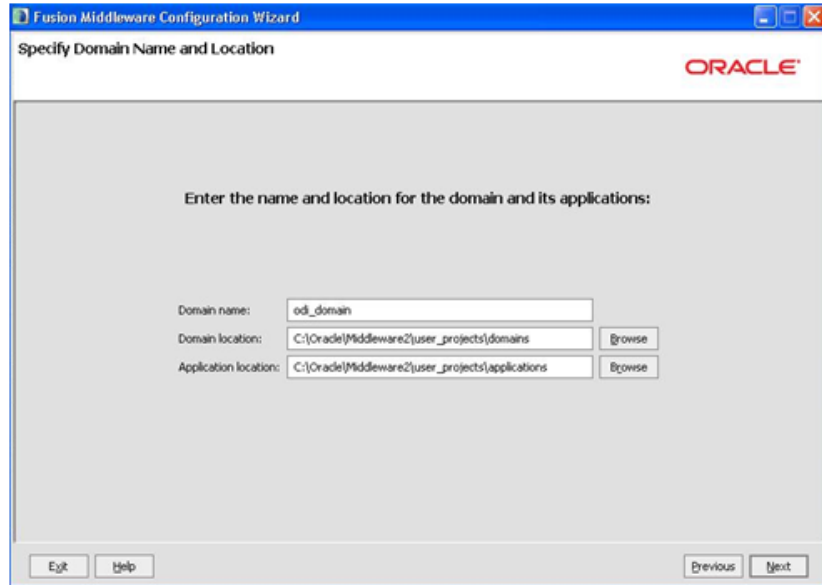 Fusion Middleware Configuration Wizard
Specify Domain Name and Location
ORACLE
Enter the name and location for the domain and its applications:
Domain name: odi_domain
Domain location: C:\Oracle\Middleware2\user_projects\domains Browse
Application location: C:\Oracle\Middleware2\user_projects\applications Browse
Exit Help Previous Next